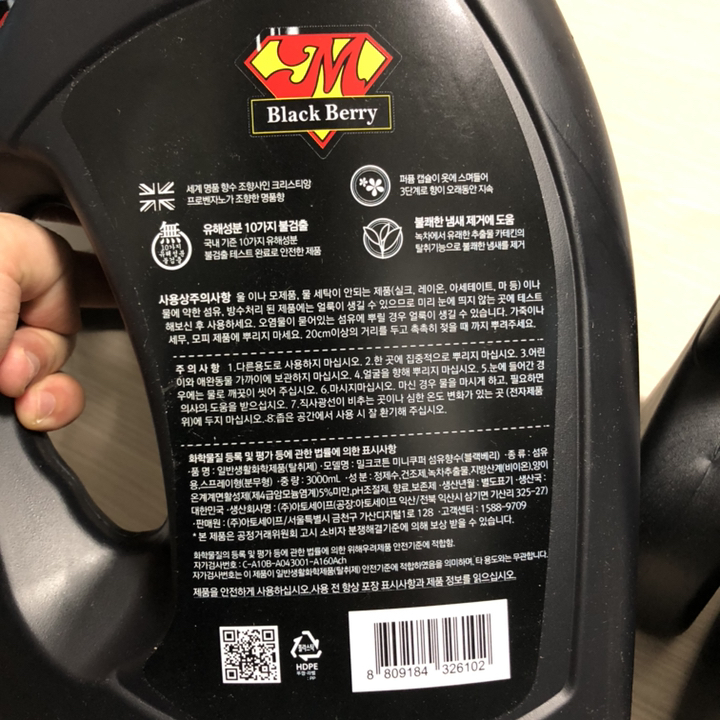 M
Black Berry
세계 명품 향수 조향사인 크리스티앙
프로벤자노가 조향한 명품향
퍼퓸 캡슐이 옷에 스며들어
3단계로 향이 오래동안 지속
10가지
유해성분
불검출
유해성분 10가지 불검출
국내 기준 10가지 유해성분
불검출 테스트 완료로 안전한 제품
불쾌한 냄새 제거에 도움
녹차에서 유래한 추출물 카테킨의
탈취기능으로 불쾌한 냄새를 제거
사용상주의사항 울 이나 모제품, 물 세탁이 안되는 제품(실크, 레이온, 아세테이트, 마 등) 이나
물에 약한 섬유, 방수처리 된 제품에는 얼룩이 생길 수 있으므로 미리 눈에 띄지 않는 곳에 테스트
해보신 후 사용하세요. 오염물이 묻어있는 섬유에 뿌릴 경우 얼룩이 생길 수 있습니다. 가죽이나
세무, 모피 제품에 뿌리지 마세요. 20cm이상의 거리를 두고 촉촉히 젖을 때 까지 뿌려주세요.
주 의 사 항 1.다른용도로 사용하지 마십시오. 2.한 곳에 집중적으로 뿌리지 마십시오. 3.어린
이와 애완동물 가까이에 보관하지 마십시오. 4.얼굴을 향해 뿌리지 마십시오. 5.눈에 들어간 경
우에는 물로 깨끗이 씻어 주십시오. 6.마시지마십시오. 마신 경우 물을 마시게 하고, 필요하면
의사의 도움을 받으십시오. 7.직사광선이 비추는 곳이나 심한 온도 변화가 있는 곳 (전자제품
위)에 두지 마십시오. 8.좁은 공간에서 사용 시 잘 환기해 주십시오.
화학물질 등록 및 평가 등에 관한 법률에 의한 표시사항
·품 명 : 일반생활화학제품(탈취제) ·모델명 : 밀크코튼 미니쿠퍼 섬유향수(블랙베리) ·종 류 : 섬유
용,스프레이형(분무형) ·중 량 : 3000mL ·성 분 : 정제수,건조제,녹차추출물,지방산계(비이온),양이
온계계면활성제(제4급암모늄염계)5%미만,pH조절제, 향료,보존제 ·생산년월 : 별도표기 ·생산국 :
대한민국 ·생산회사명 : (주)아토세이프(공장:아토세이프 익산/전북 익산시 삼기면 가산리 325-27)
·판매원 : (주)아토세이프/서울특별시 금천구 가산디지털1로 128 ·고객센터 : 1588-9709
* 본 제품은 공정거래위원회 고시 소비자 분쟁해결기준에 의해 보상 받을 수 있습니다.
화학물질의 등록 및 평가 등에 관한 법률에 의한 위해우려제품 안전기준에 적합함.
자가검사번호 : C-A10B-A043001-A160Ach
자가검사번호는 이 제품이 일반생활화학제품(탈취제) 안전기준에 적합하였음을 의미하며, 타 용도와는 무관합니다.
제품을 안전하게 사용하십시오.사용 전 항상 포장 표시사항과 제품 정보를 읽으십시오.
플라스틱
HDPE
뚜껑·라벨
: PP
8 809184 326102